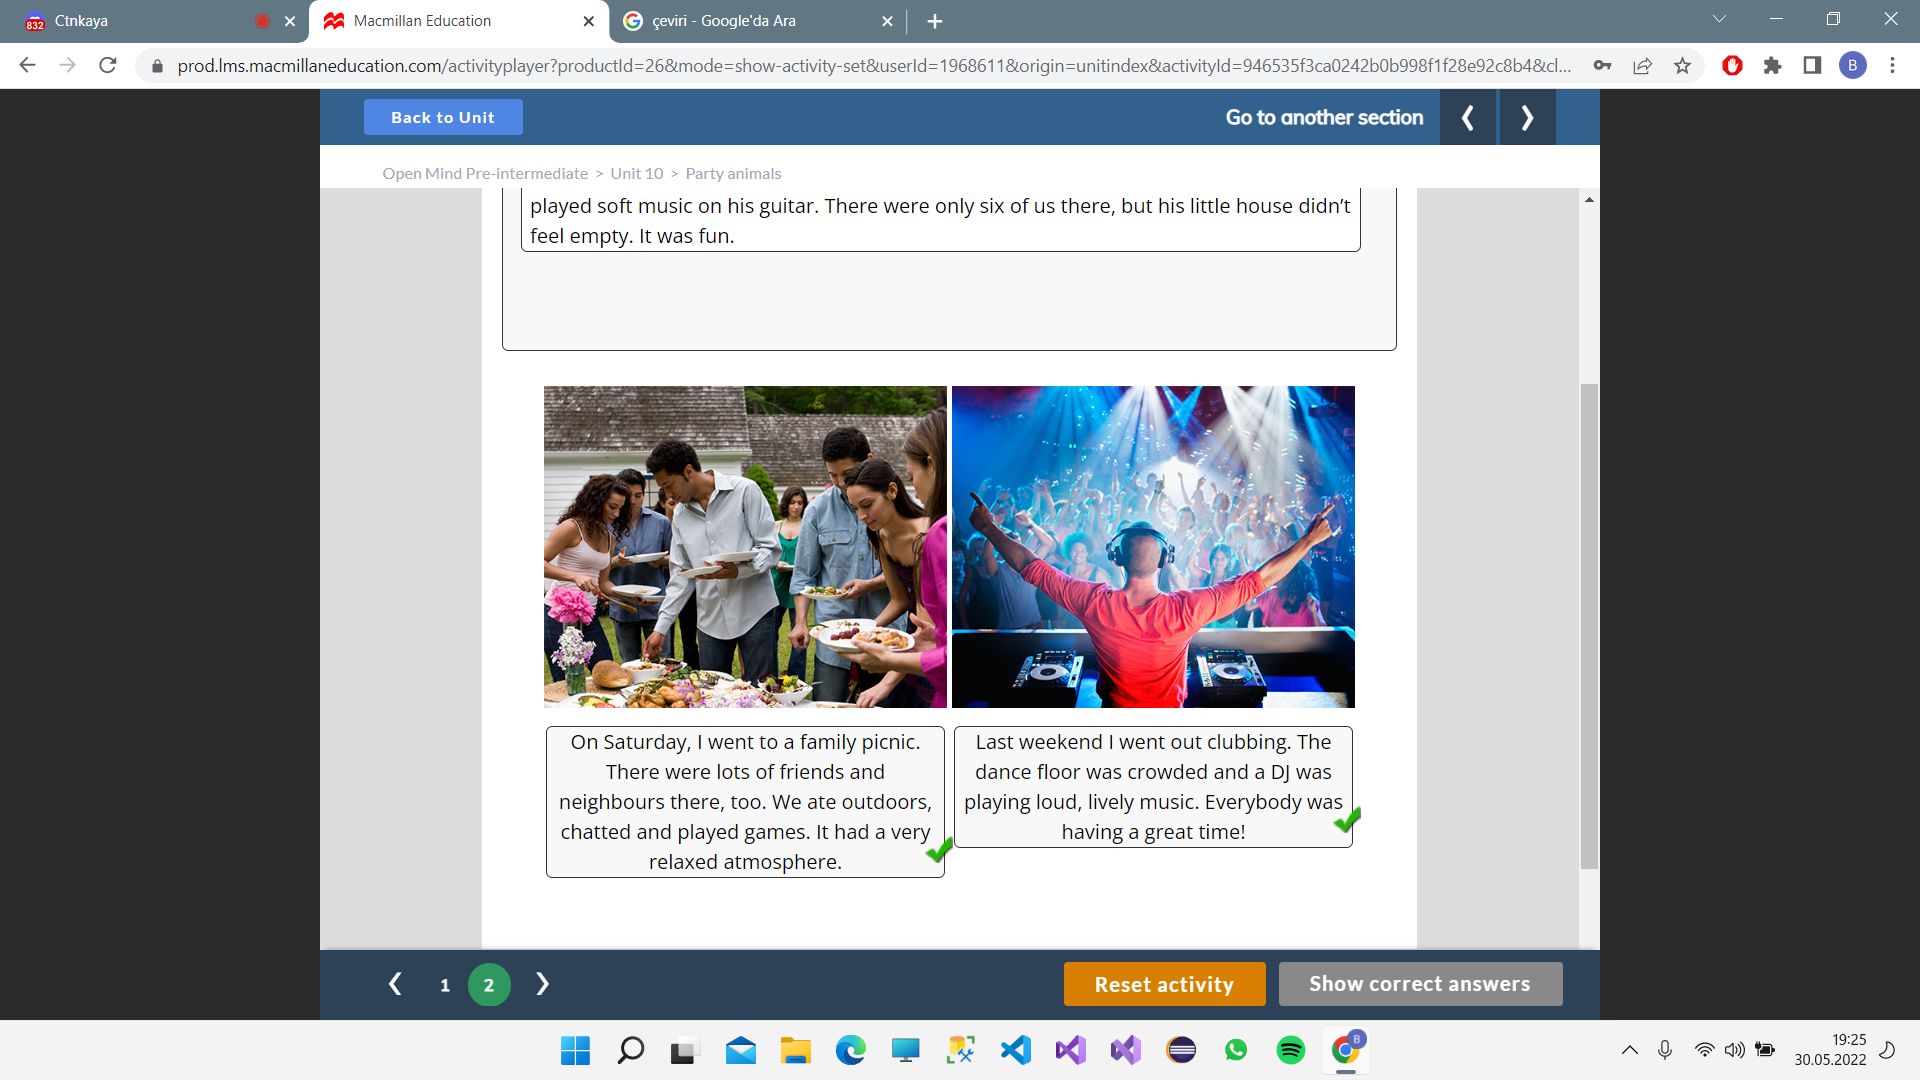 Ctnkaya
Macmillan Education
çeviri - Google'da Ara
prod.lms.macmillaneducation.com/activityplayer?productId=26&mode=show-activity-set&userId=1968611&origin=unitindex&activityId=946535f3ca0242b0b998f1f28e92c8b4&cl...
B
832
Back to Unit
Go to another section
Open Mind Pre-intermediate > Unit 10 > Party animals
played soft music on his guitar. There were only six of us there, but his little house didn’t
feel empty. It was fun.
On Saturday, I went to a family picnic.
There were lots of friends and
neighbours there, too. We ate outdoors,
chatted and played games. It had a very
relaxed atmosphere.
Last weekend I went out clubbing. The
dance floor was crowded and a DJ was
playing loud, lively music. Everybody was
having a great time!
1
2
Reset activity
Show correct answers
B
19:25
30.05.2022